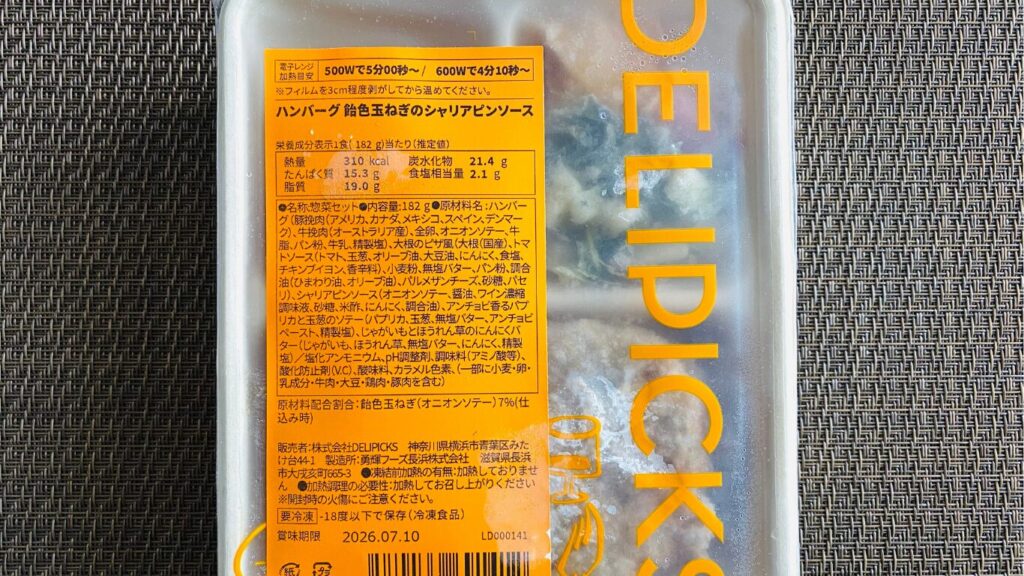 電子レンジ加熱目安 500Wで5分00秒〜 / 600Wで4分10秒〜
※フィルムを3cm程度剥がしてから温めてください。
ハンバーグ 飴色玉ねぎのシャリアピンソース
栄養成分表示1食( 182 g)当たり(推定値)
熱量 310 kcal 炭水化物 21.4 g
たんぱく質 15.3 g 食塩相当量 2.1 g
脂質 19.0 g
●名称:惣菜セット●内容量:182 g●原材料名:ハンバー
グ(豚挽肉(アメリカ、カナダ、メキシコ、スペイン、デンマー
ク)、牛挽肉(オーストラリア産)、全卵、オニオンソテー、牛
脂、パン粉、牛乳、精製塩)、大根のピザ風(大根(国産)、トマ
トソース(トマト、玉葱、オリーブ油、大豆油、にんにく、食塩、
チキンブイヨン、香辛料)、小麦粉、無塩バター、パン粉、調合
油(ひまわり油、オリーブ油)、パルメザンチーズ、砂糖、パセ
リ)、シャリアピンソース(オニオンソテー、醤油、ワイン濃縮
調味液、砂糖、米酢、にんにく、調合油)、アンチョビ香るパプ
リカと玉葱のソテー(パプリカ、玉葱、無塩バター、アンチョビ
ペースト、精製塩)、じゃがいもとほうれん草のにんにくバ
ター(じゃがいも、ほうれん草、無塩バター、にんにく、精製
塩)／塩化アンモニウム、pH調整剤、調味料(アミノ酸等)、
酸化防止剤(V.C)、酸味料、カラメル色素、(一部に小麦・卵・
乳成分・牛肉・大豆・鶏肉・豚肉を含む)
原材料配合割合:飴色玉ねぎ(オニオンソテー)7%(仕
込み時)
販売者:株式会社DELIPICKS 神奈川県横浜市青葉区みた
け台44-1 製造所:勇輝フーズ長浜株式会社 滋賀県長浜
市大戌亥町665-3 ●凍結前加熱の有無:加熱しておりませ
ん ●加熱調理の必要性:加熱してお召し上がりください
※開封時の火傷にご注意ください。
要冷凍 -18度以下で保存(冷凍食品)
賞味期限 2026.07.10 LD000141
紙 プラ
DELIPICKS